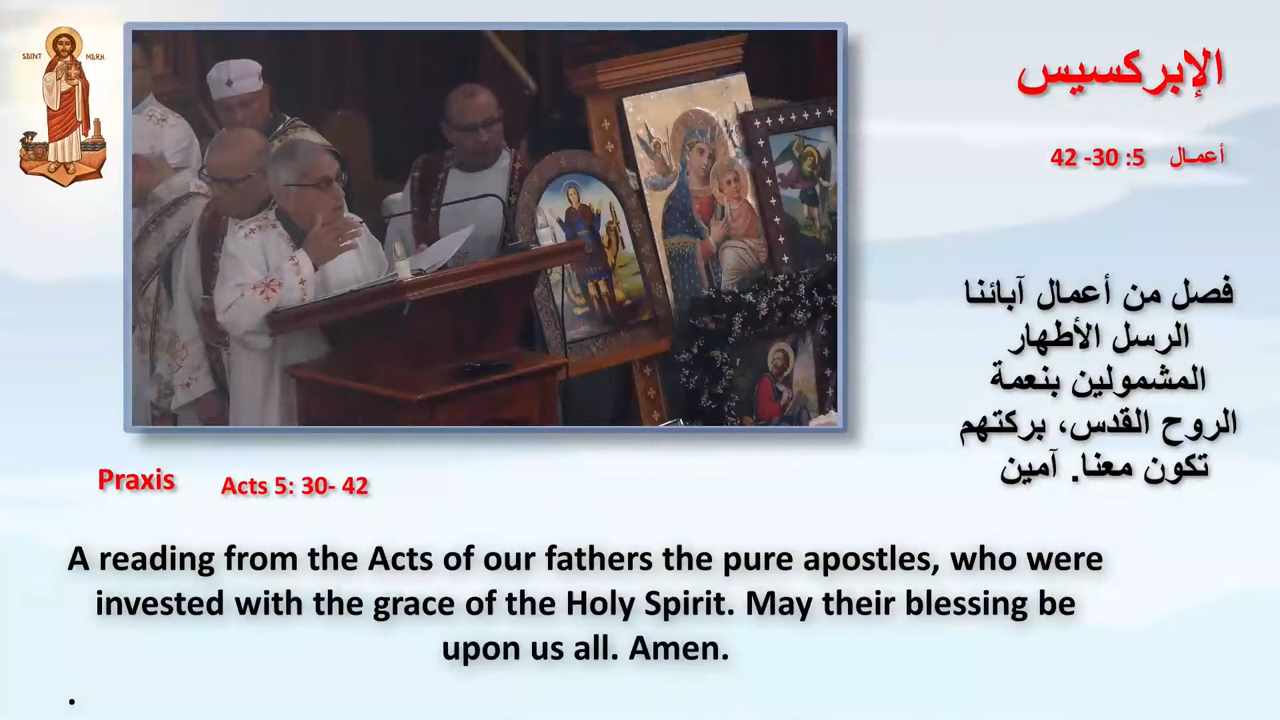 SAINT MARK
الإبركسيس
أعمـال 5: 30- 42
فصل من أعمال آبائنا
الرسل الأطهار
المشمولين بنعمة
الروح القدس، بركتهم
تكون معنا. آمين
Praxis Acts 5: 30- 42
A reading from the Acts of our fathers the pure apostles, who were
invested with the grace of the Holy Spirit. May their blessing be
upon us all. Amen.
.